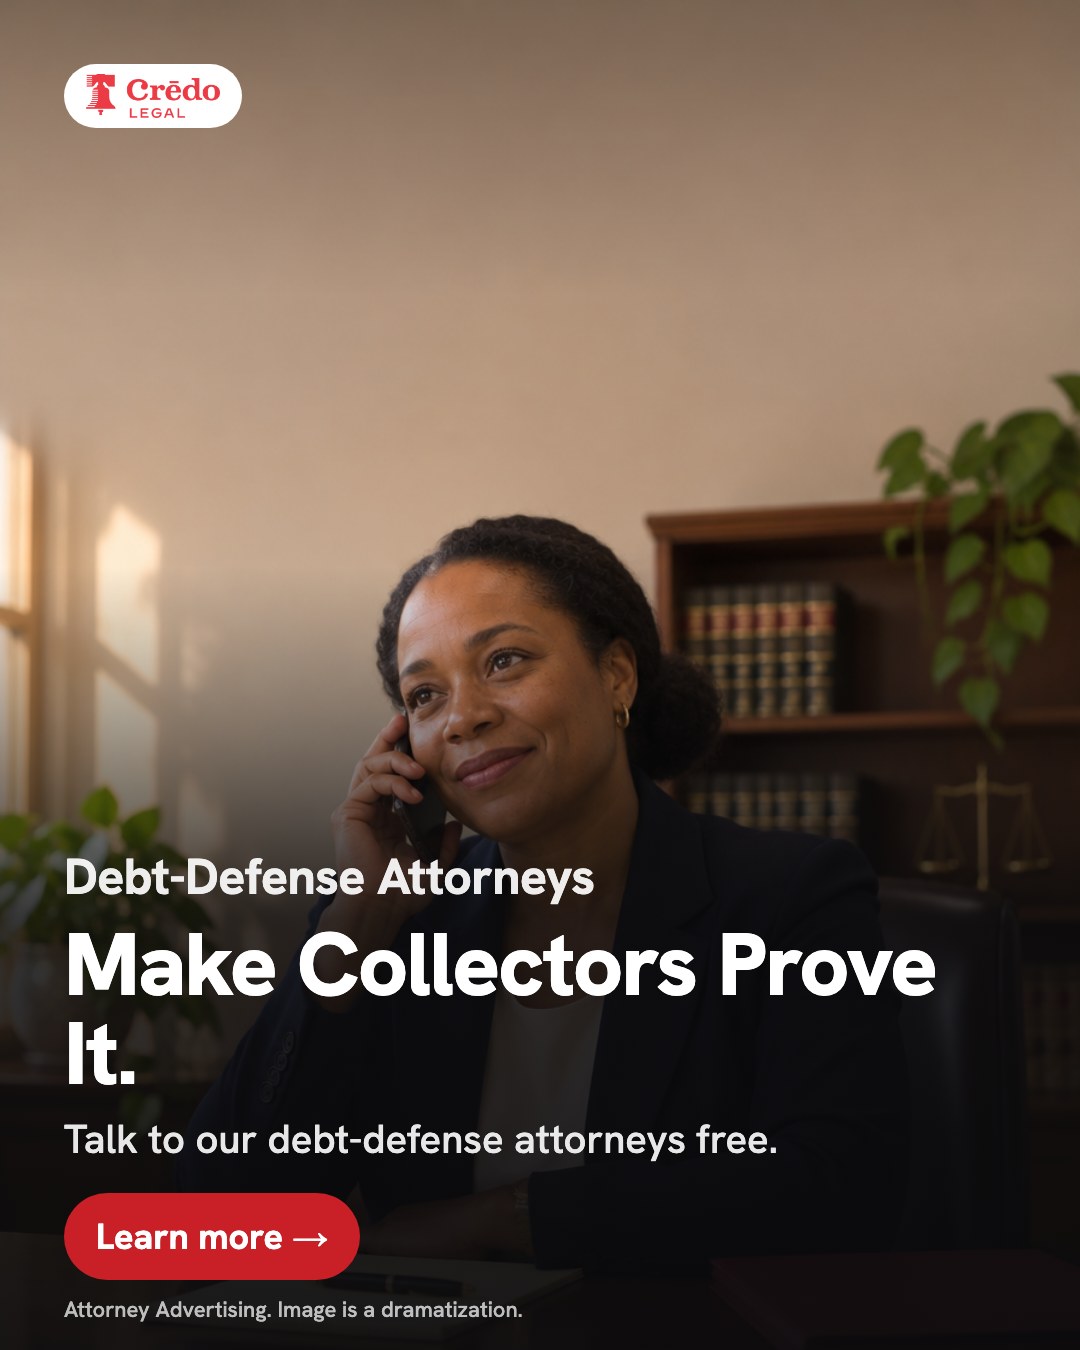 Crēdo
LEGAL
Debt-Defense Attorneys
Make Collectors Prove
It.
Talk to our debt-defense attorneys free.
Learn more →
Attorney Advertising. Image is a dramatization.